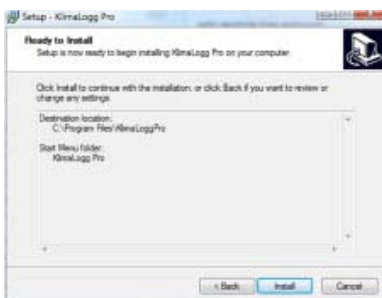 Setup - KlimaLogg Pro
Ready to Install
Setup is now ready to begin installing KlimaLogg Pro on your computer.
Click Install to continue with the installation, or click Back if you want to review or
change any settings.
Destination location:
C:\Program Files\KlimaLoggPro
Start Menu folder:
KlimaLogg Pro
< Back
Install
Cancel